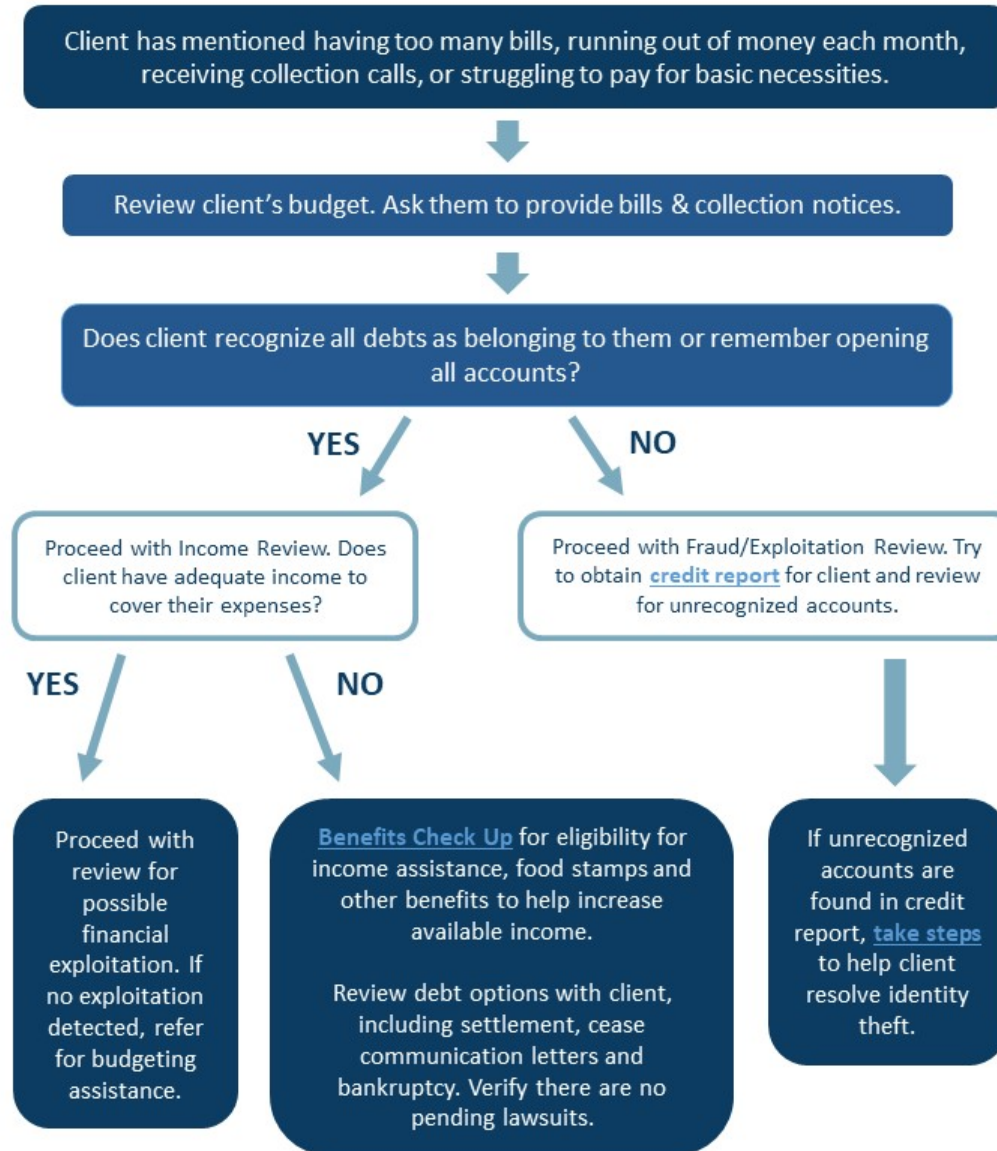 Client has mentioned having too many bills, running out of money each month,
receiving collection calls, or struggling to pay for basic necessities.
Review client’s budget. Ask them to provide bills & collection notices.
Does client recognize all debts as belonging to them or remember opening
all accounts?
YES
NO
Proceed with Income Review. Does
client have adequate income to
cover their expenses?
Proceed with Fraud/Exploitation Review. Try
to obtain credit report for client and review
for unrecognized accounts.
YES
NO
Proceed with
review for
possible
financial
exploitation. If
no exploitation
detected, refer
for budgeting
assistance.
Benefits Check Up for eligibility for
income assistance, food stamps and
other benefits to help increase
available income.
Review debt options with client,
including settlement, cease
communication letters and
bankruptcy. Verify there are no
pending lawsuits.
If unrecognized
accounts are
found in credit
report, take steps
to help client
resolve identity
theft.